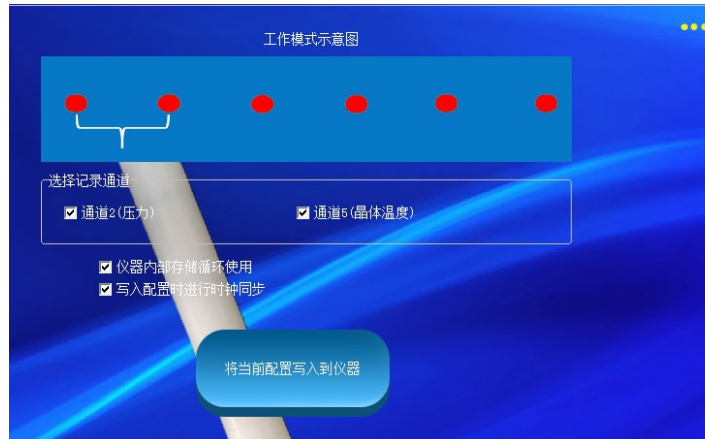 工作模式示意图
选择记录通道
通道2(压力) 通道5(晶体温度)
仪器内部存储循环使用
写入配置时进行时钟同步
将当前配置写入到仪器